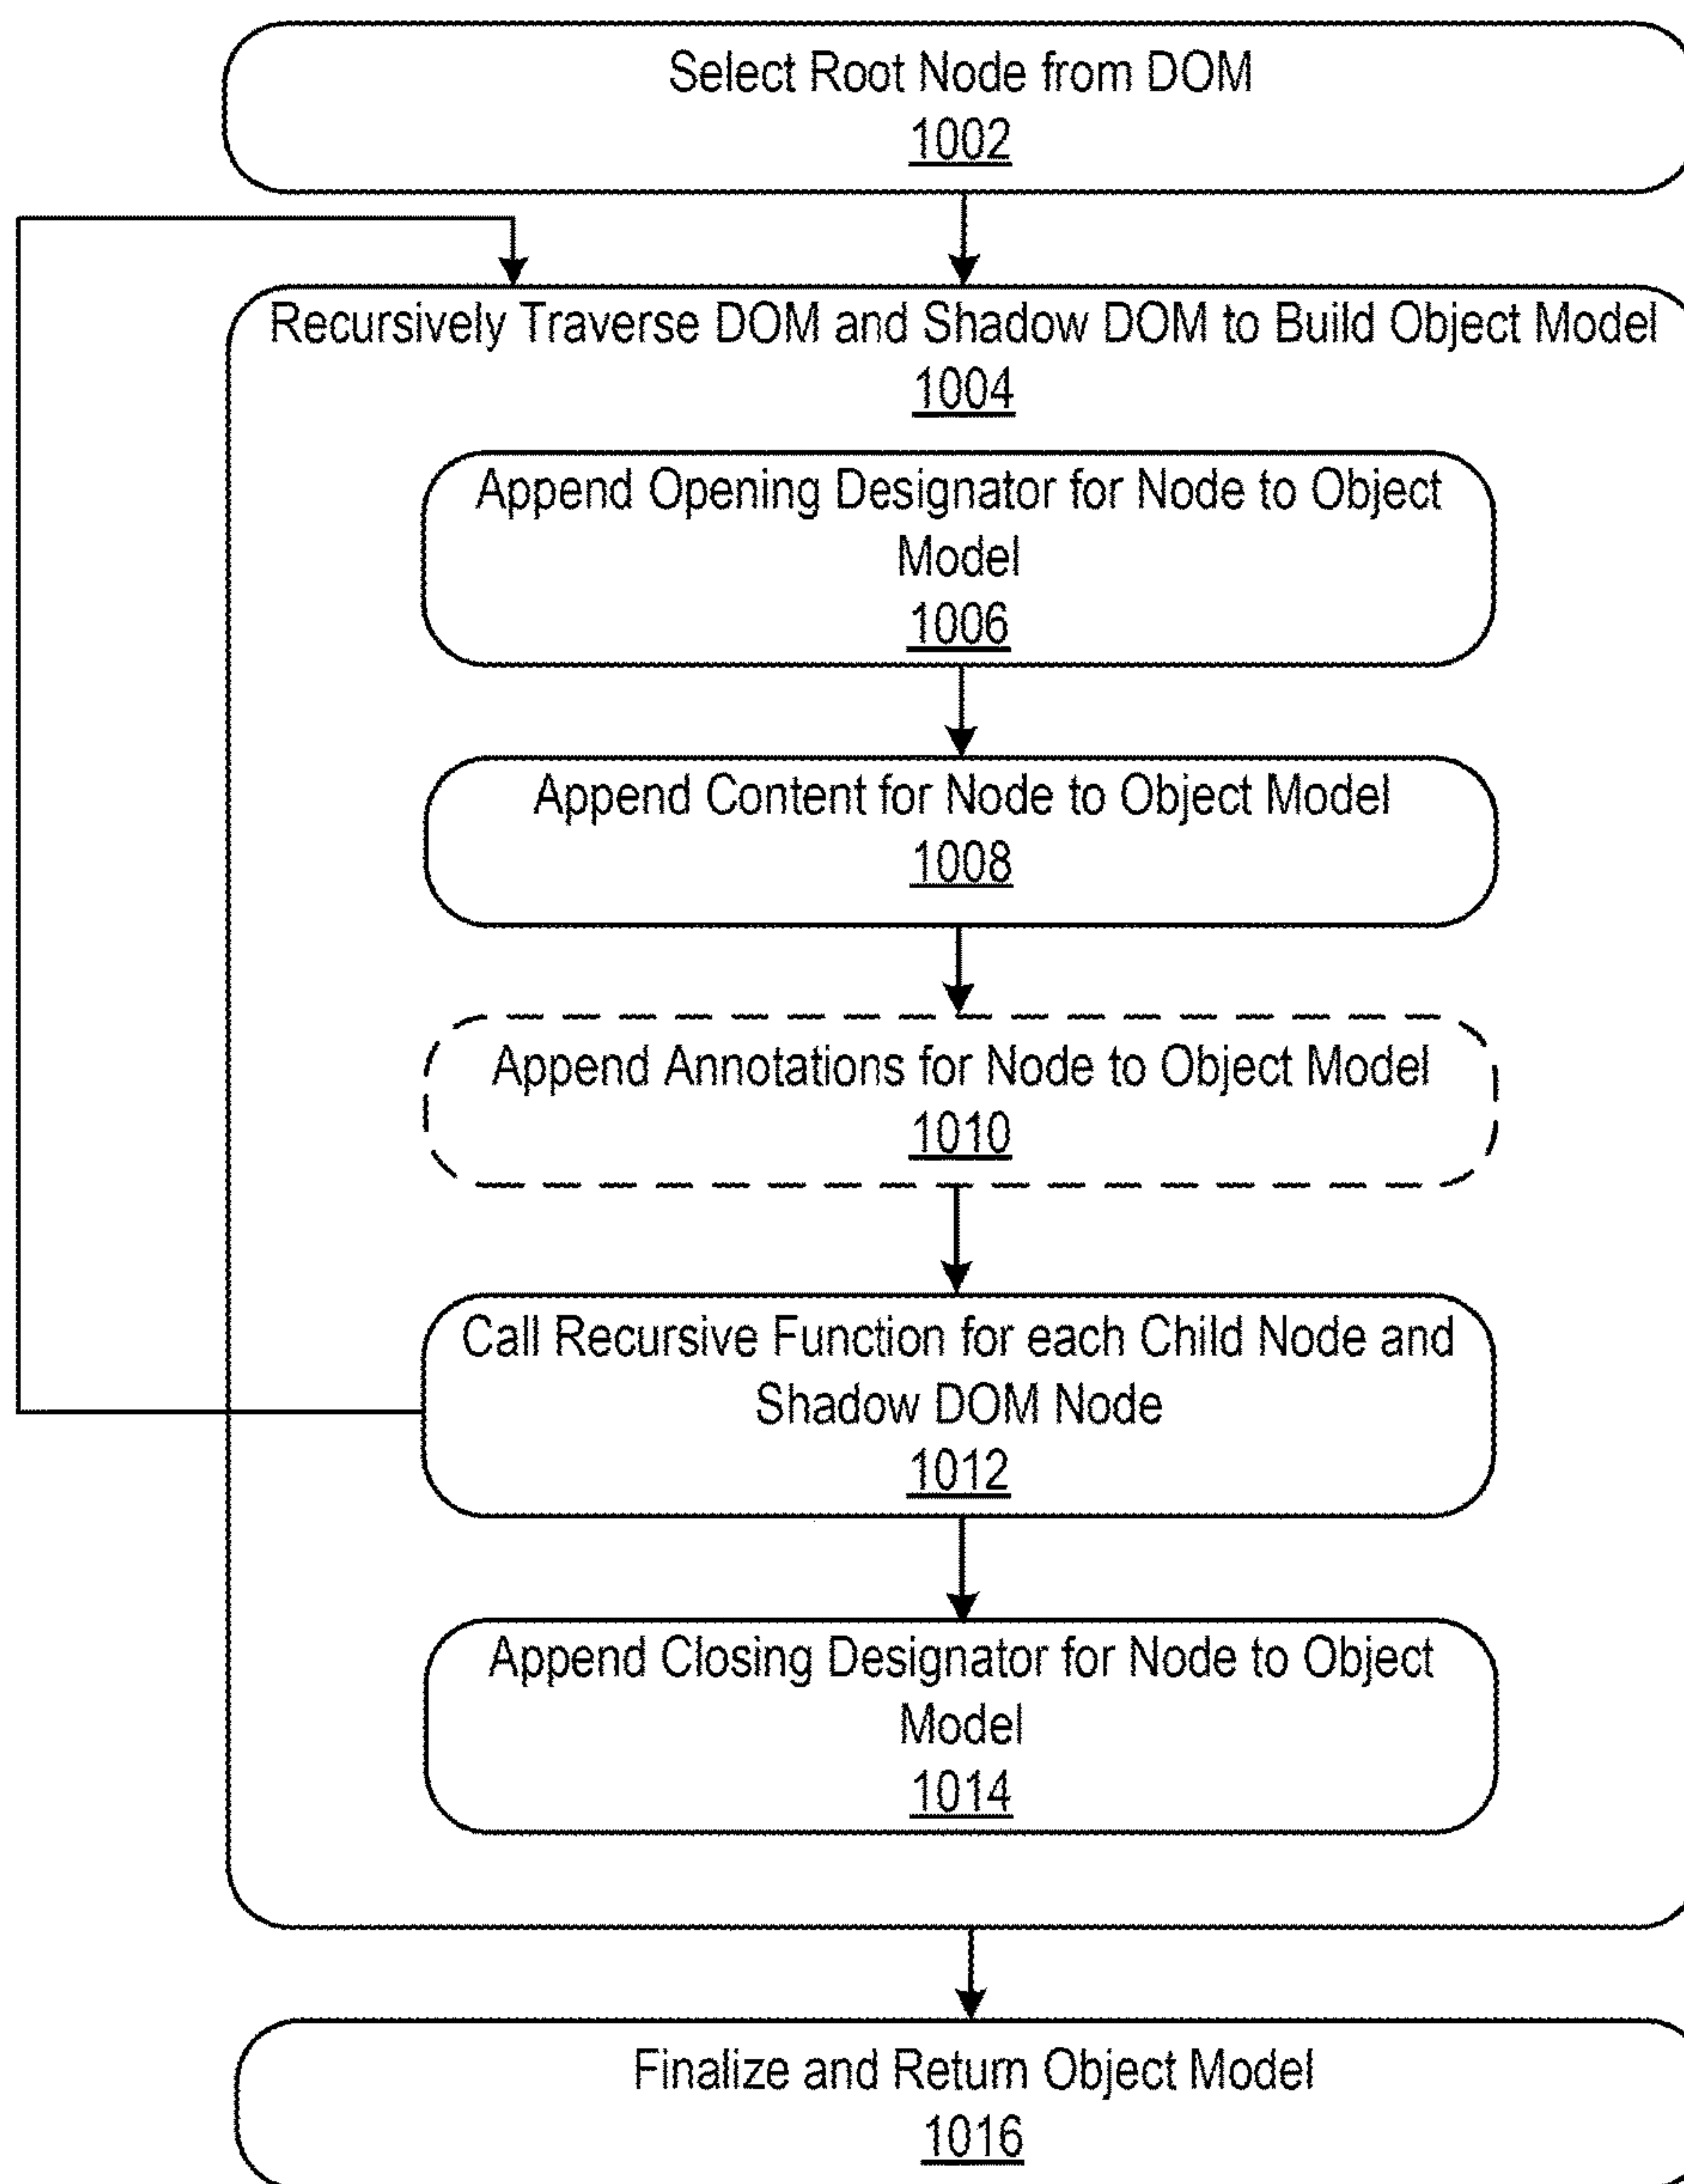 Select Root Node from DOM
1002
Recursively Traverse DOM and Shadow DOM to Build Object Model
1004
Append Opening Designator for Node to Object
Model
1006
Append Content for Node to Object Model
1008
Append Annotations for Node to Object Model
1010
Call Recursive Function for each Child Node and
Shadow DOM Node
1012
Append Closing Designator for Node to Object
Model
1014
Finalize and Return Object Model
1016